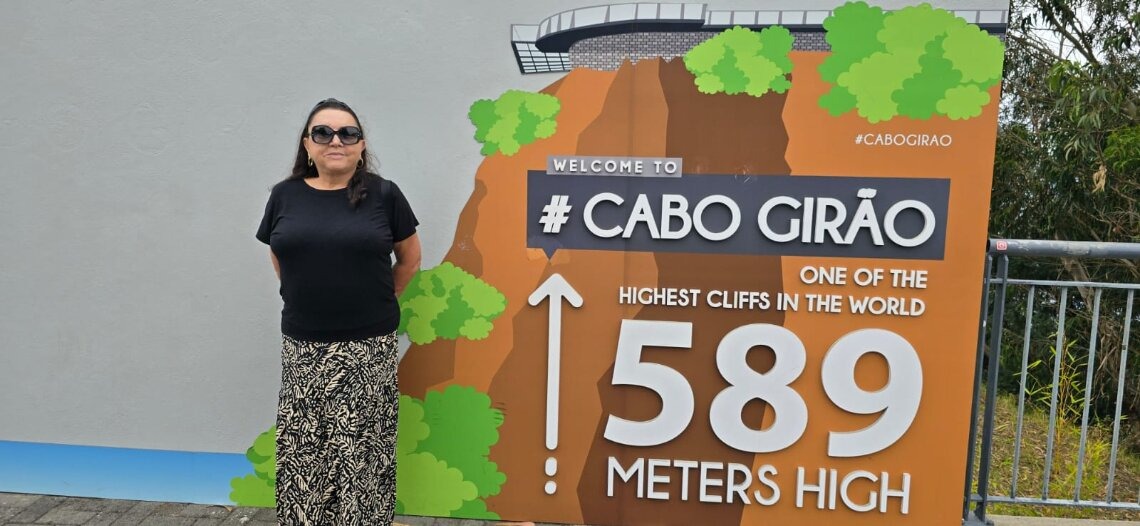 #CABOGIRAO
WELCOME TO
# CABO GIRÃO
ONE OF THE
HIGHEST CLIFFS IN THE WORLD
589
METERS HIGH